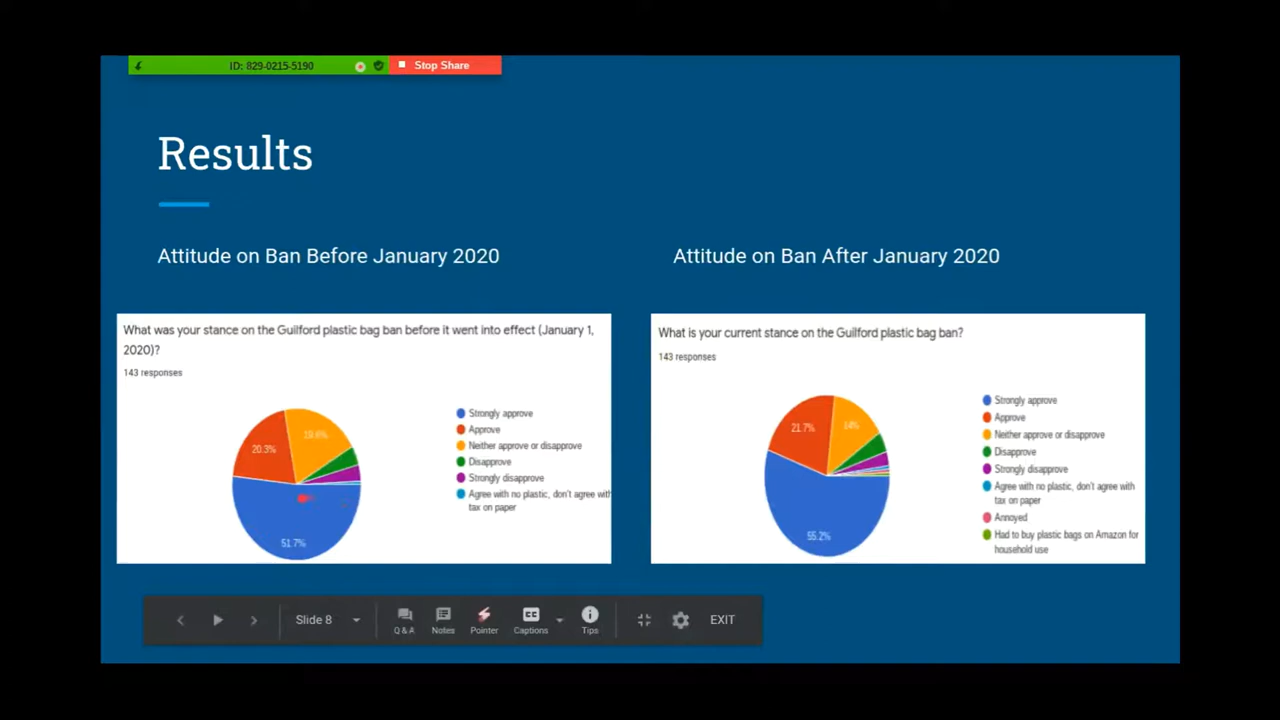 ID: 829-0215-5190
Stop Share
Results
Attitude on Ban Before January 2020
Attitude on Ban After January 2020
What was your stance on the Guilford plastic bag ban before it went into effect (January 1,
2020)?
143 responses
20.3%
19.6%
51.7%
Strongly approve
Approve
Neither approve or disapprove
Disapprove
Strongly disapprove
Agree with no plastic, don't agree with
tax on paper
What is your current stance on the Guilford plastic bag ban?
143 responses
21.7%
14%
55.2%
Strongly approve
Approve
Neither approve or disapprove
Disapprove
Strongly disapprove
Agree with no plastic, don't agree with
tax on paper
Annoyed
Had to buy plastic bags on Amazon for
household use
Slide 8
Q & A
Notes
Pointer
CC
Captions
Tips
EXIT